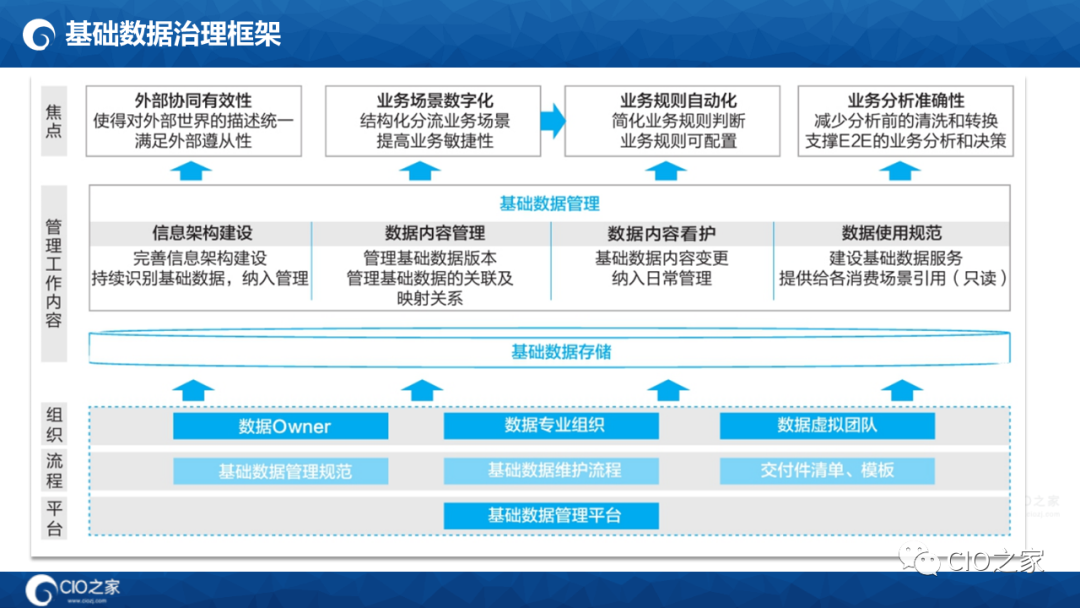 基础数据治理框架
焦点
外部协同有效性
使得对外部世界的描述统一
满足外部遵从性
业务场景数字化
结构化分流业务场景
提高业务敏捷性
业务规则自动化
简化业务规则判断
业务规则可配置
业务分析准确性
减少分析前的清洗和转换
支撑E2E的业务分析和决策
管理工作内容
基础数据管理
信息架构建设
完善信息架构建设
持续识别基础数据，纳入管理
数据内容管理
管理基础数据版本
管理基础数据的关联及
映射关系
数据内容看护
基础数据内容变更
纳入日常管理
数据使用规范
建设基础数据服务
提供给各消费场景引用（只读）
基础数据存储
组织
数据Owner
数据专业组织
数据虚拟团队
流程
基础数据管理规范
基础数据维护流程
交付件清单、模板
平台
基础数据管理平台
CIO之家
CIO之家
www.ciozj.com